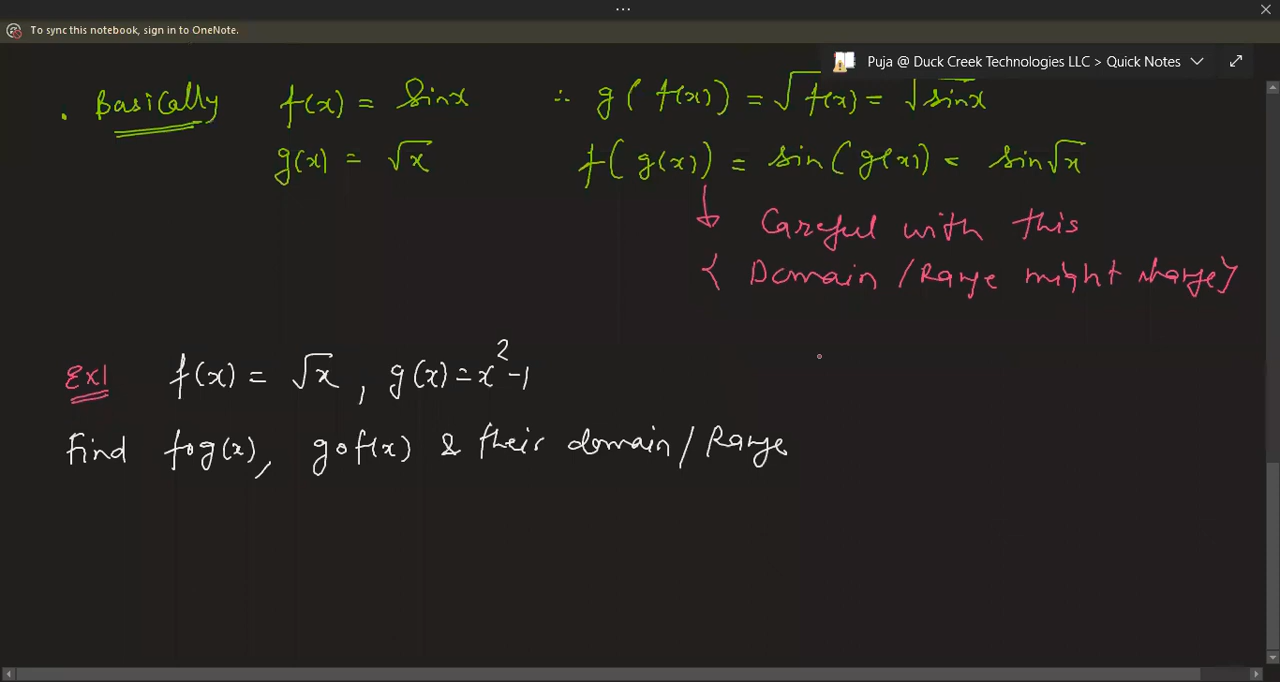 ...
To sync this notebook, sign in to OneNote.
Puja @ Duck Creek Technologies LLC > Quick Notes
. Basically f(x) = Sinx ∴ g( f(x)) = √f(x) = √sinx
g(x) = √x f( g(x)) = sin( g(x)) = sin√x
↓ Careful with this
{ Domain / Range might change}
Ex1 f(x) = √x , g(x) = x² -1
Find fog(x), gof(x) & their domain / Range